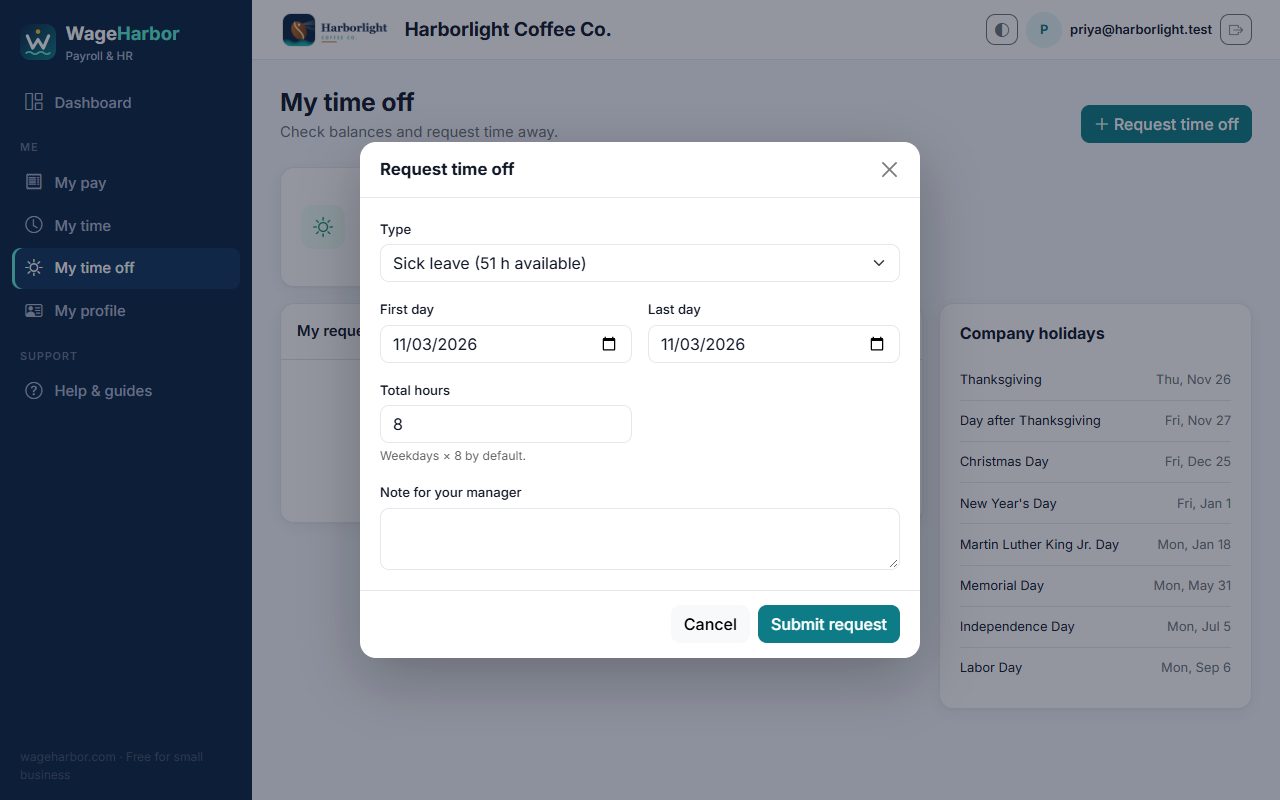 WageHarbor
Payroll & HR
Dashboard
ME
My pay
My time
My time off
My profile
SUPPORT
Help & guides
wageharbor.com · Free for small
business
Harborlight
COFFEE CO.
Harborlight Coffee Co.
P
priya@harborlight.test
My time off
Check balances and request time away.
+ Request time off
My reque
Request time off
Type
Sick leave (51 h available)
First day
Last day
11/03/2026
11/03/2026
Total hours
8
Weekdays × 8 by default.
Note for your manager
Cancel
Submit request
Company holidays
Thanksgiving
Thu, Nov 26
Day after Thanksgiving
Fri, Nov 27
Christmas Day
Fri, Dec 25
New Year's Day
Fri, Jan 1
Martin Luther King Jr. Day
Mon, Jan 18
Memorial Day
Mon, May 31
Independence Day
Mon, Jul 5
Labor Day
Mon, Sep 6